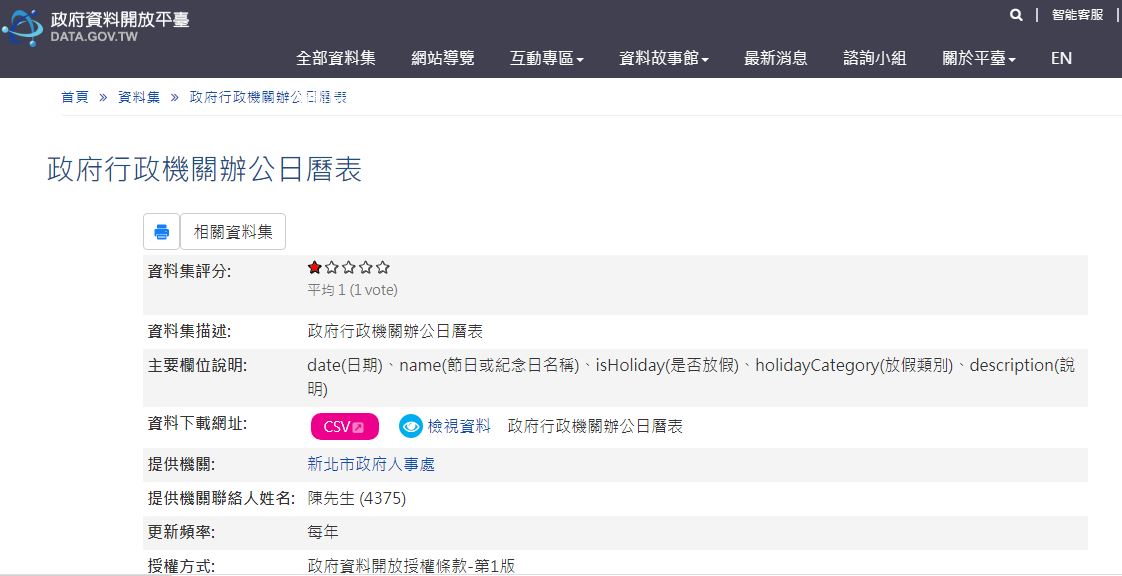 政府資料開放平臺
DATA.GOV.TW
智能客服
全部資料集 網站導覽 互動專區 資料故事館 最新消息 諮詢小組 關於平臺 EN
首頁 » 資料集 » 政府行政機關辦公日曆表
政府行政機關辦公日曆表
相關資料集
資料集評分:
平均 1 (1 vote)
資料集描述: 政府行政機關辦公日曆表
主要欄位說明: date(日期)、name(節日或紀念日名稱)、isHoliday(是否放假)、holidayCategory(放假類別)、description(說
明)
資料下載網址: CSV 檢視資料 政府行政機關辦公日曆表
提供機關: 新北市政府人事處
提供機關聯絡人姓名: 陳先生 (4375)
更新頻率: 每年
授權方式: 政府資料開放授權條款-第1版